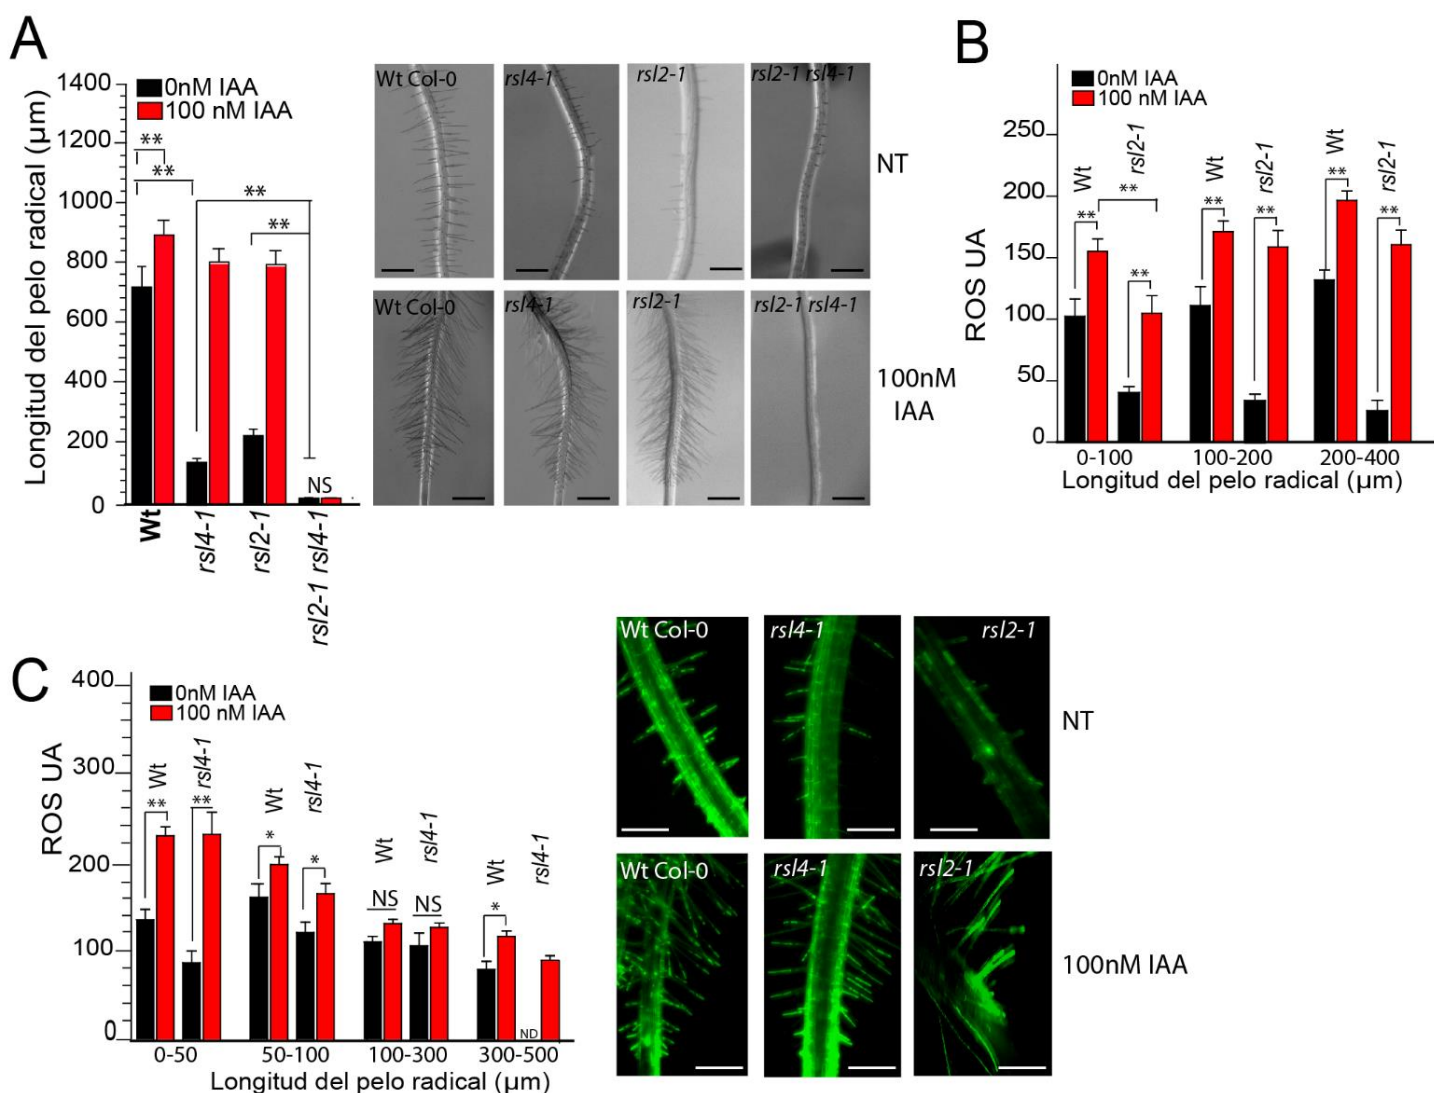 A
0nM IAA
100 nM IAA
Longitud del pelo radical (µm)
1400
1200
1000
800
600
400
200
0
**
**
**
**
NS
Wt
rsl4-1
rsl2-1
rsl2-1 rsl4-1
Wt Col-0
rsl4-1
rsl2-1
rsl2-1 rsl4-1
NT
Wt Col-0
rsl4-1
rsl2-1
rsl2-1 rsl4-1
100nM
IAA
B
0nM IAA
100 nM IAA
ROS UA
250
200
150
100
50
0
Wt
rsl2-1
Wt
rsl2-1
Wt
rsl2-1
**
**
**
**
**
**
**
0-100
100-200
200-400
Longitud del pelo radical (µm)
C
0nM IAA
100 nM IAA
ROS UA
400
300
200
100
0
Wt
rsl4-1
Wt
rsl4-1
Wt
rsl4-1
Wt
rsl4-1
**
**
*
*
NS
NS
*
ND
0-50
50-100
100-300
300-500
Longitud del pelo radical (µm)
Wt Col-0
rsl4-1
rsl2-1
NT
Wt Col-0
rsl4-1
rsl2-1
100nM IAA